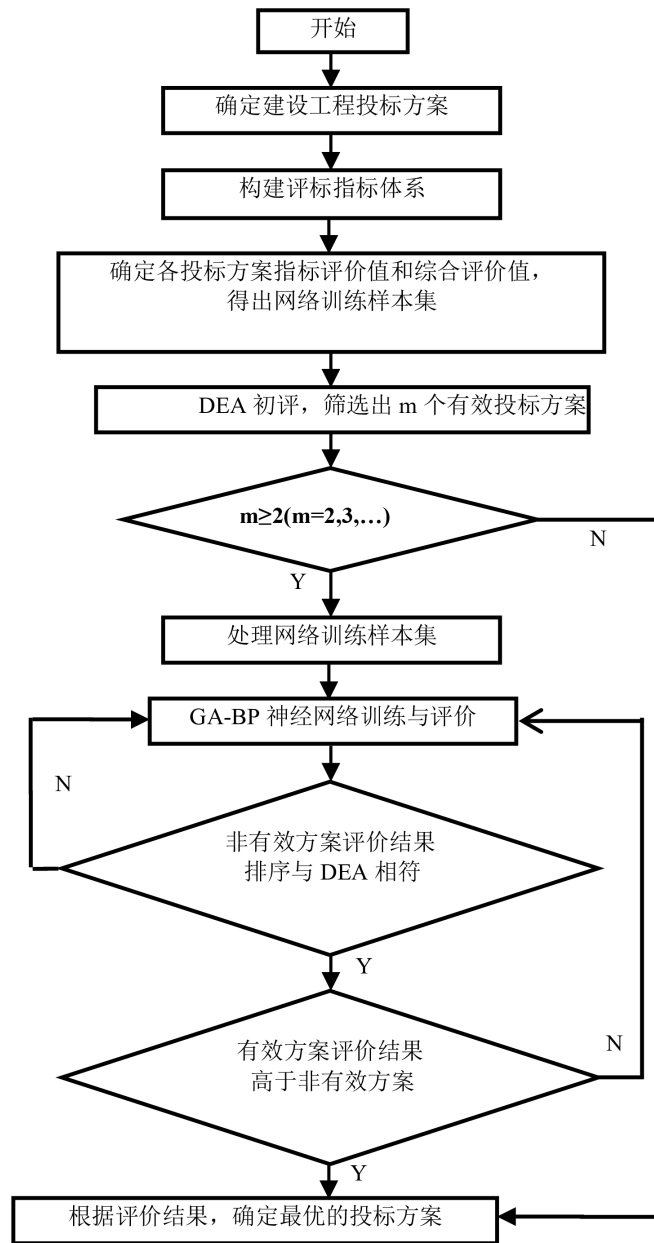 开始
确定建设工程投标方案
构建评标指标体系
确定各投标方案指标评价值和综合评价值，
得出网络训练样本集
DEA 初评，筛选出 m 个有效投标方案
m≥2(m=2,3,…)
N
Y
处理网络训练样本集
GA-BP 神经网络训练与评价
N
非有效方案评价结果
排序与 DEA 相符
Y
有效方案评价结果
高于非有效方案
N
Y
根据评价结果，确定最优的投标方案